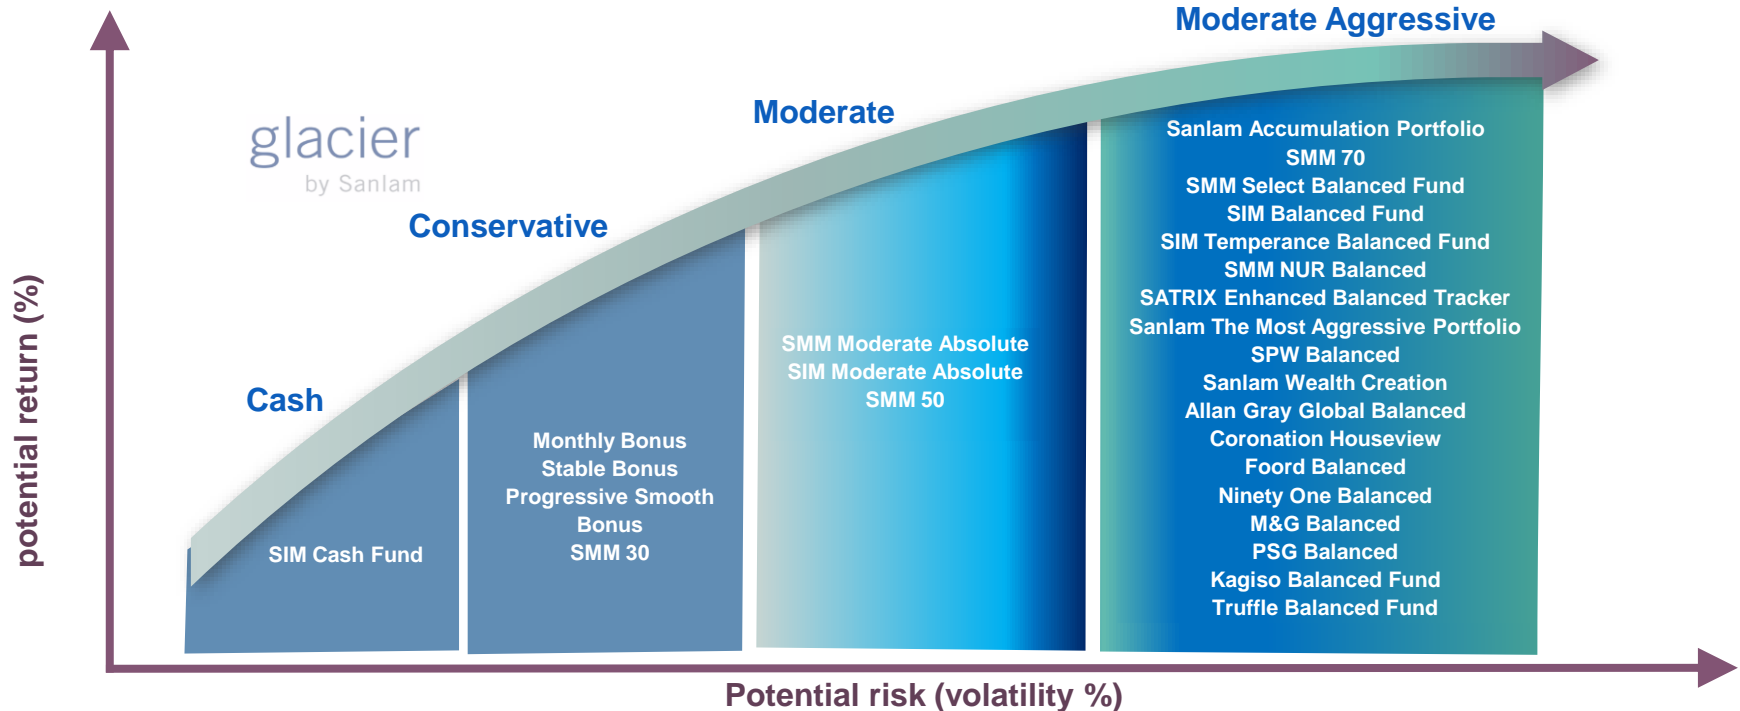 Moderate Aggressive
Moderate
glacier
by Sanlam
Conservative
Cash
potential return (%)
SIM Cash Fund
Monthly Bonus
Stable Bonus
Progressive Smooth
Bonus
SMM 30
SMM Moderate Absolute
SIM Moderate Absolute
SMM 50
Sanlam Accumulation Portfolio
SMM 70
SMM Select Balanced Fund
SIM Balanced Fund
SIM Temperance Balanced Fund
SMM NUR Balanced
SATRIX Enhanced Balanced Tracker
Sanlam The Most Aggressive Portfolio
SPW Balanced
Sanlam Wealth Creation
Allan Gray Global Balanced
Coronation Houseview
Foord Balanced
Ninety One Balanced
M&G Balanced
PSG Balanced
Kagiso Balanced Fund
Truffle Balanced Fund
Potential risk (volatility %)